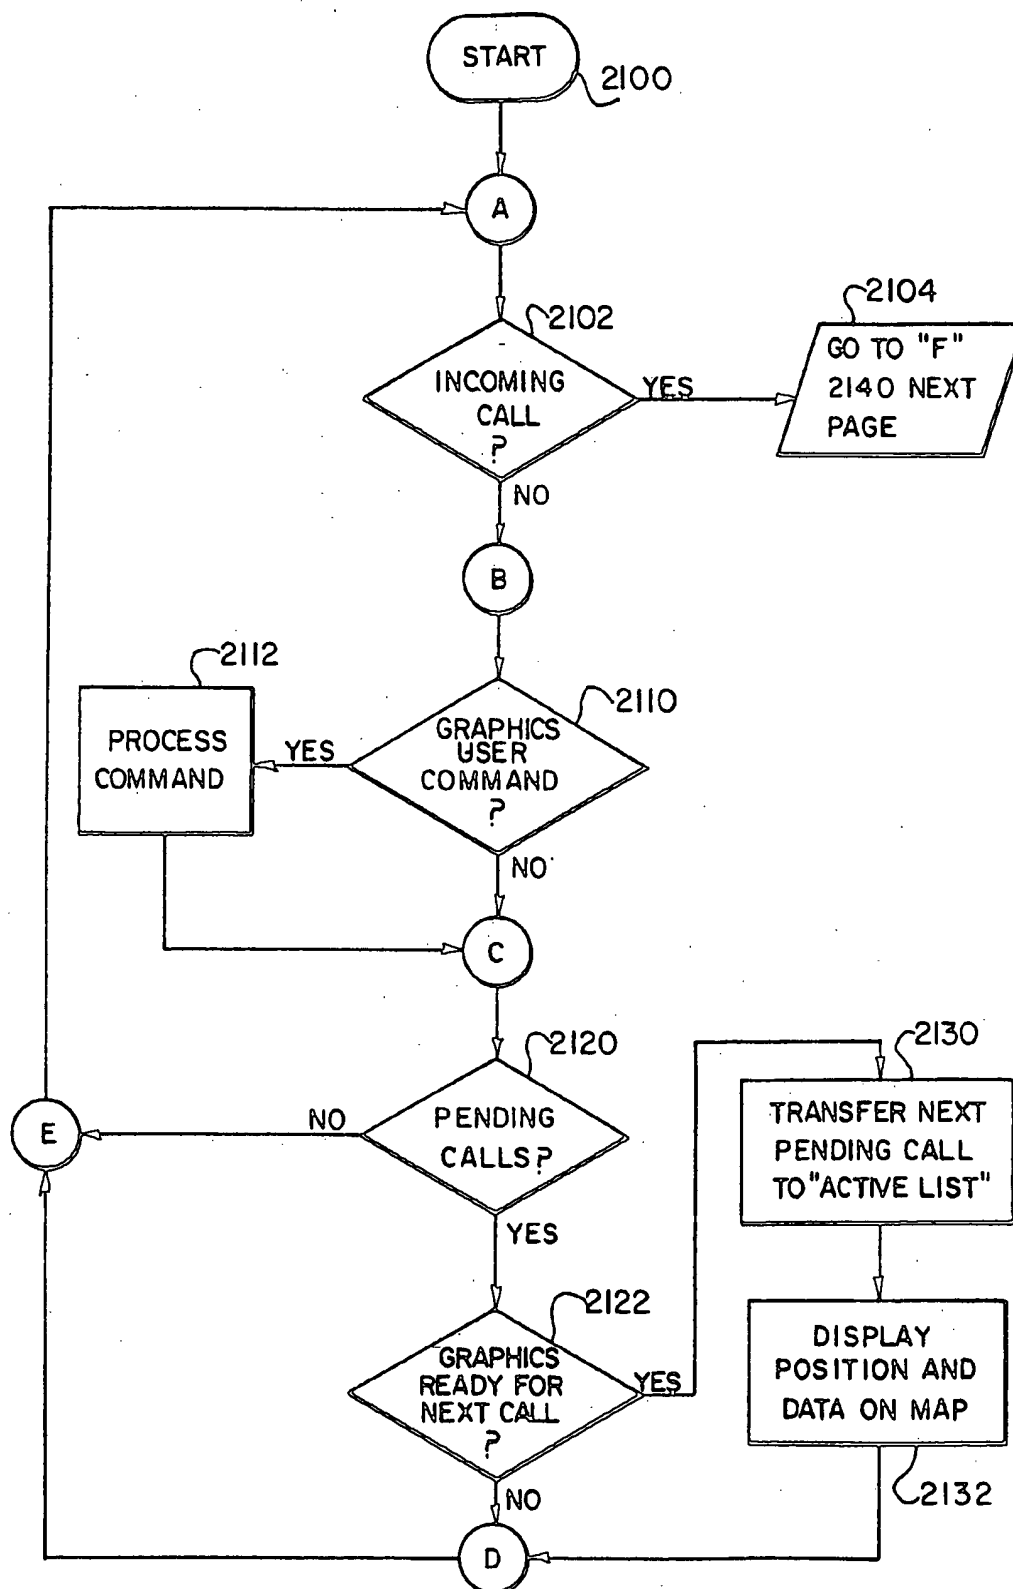 START
2100
A
2102
INCOMING
CALL
?
YES
2104
GO TO "F"
2140 NEXT
PAGE
NO
B
2112
PROCESS
COMMAND
YES
2110
GRAPHICS
USER
COMMAND
?
NO
C
2120
PENDING
CALLS?
NO
E
YES
2130
TRANSFER NEXT
PENDING CALL
TO "ACTIVE LIST"
2122
GRAPHICS
READY FOR
NEXT CALL
?
YES
DISPLAY
POSITION AND
DATA ON MAP
2132
NO
D